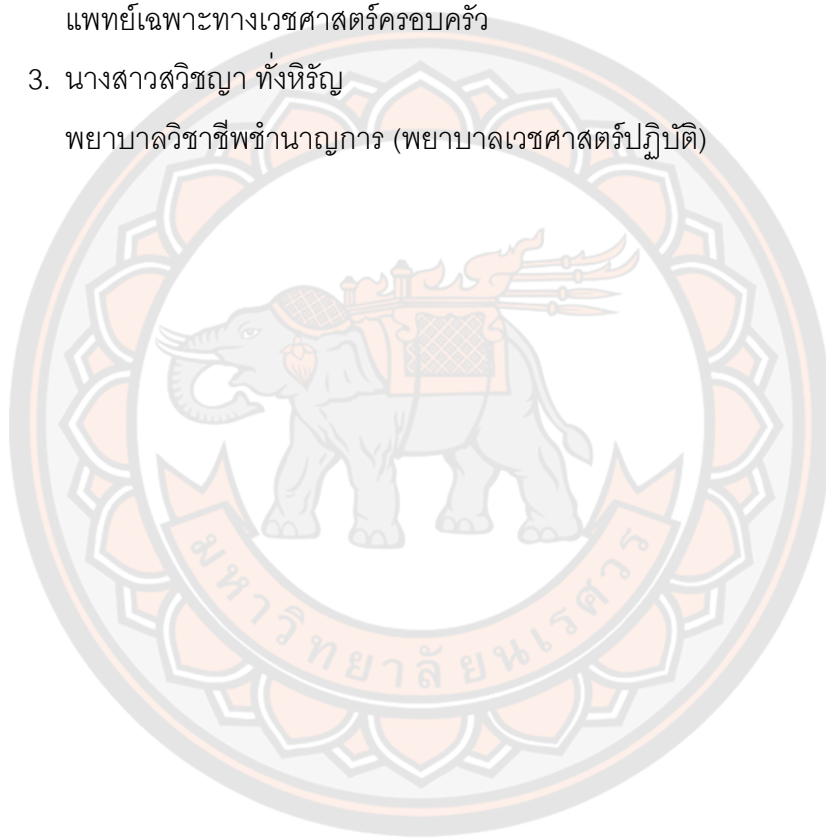 แพทย์เฉพาะทางเวชศาสตร์ครอบครัว
3. นางสาวสวิชญา ทั่งหิรัญ
พยาบาลวิชาชีพชำนาญการ (พยาบาลเวชศาสตร์ปฏิบัติ)
มหาวิทยาลัยนเรศวร